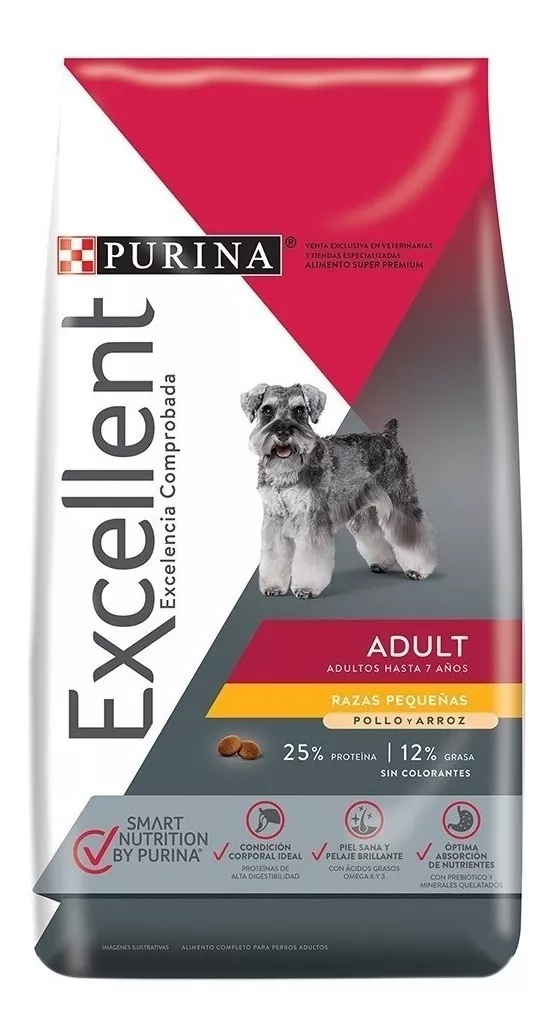 PURINA®
VENTA EXCLUSIVA EN VETERINARIAS
Y TIENDAS ESPECIALIZADAS
ALIMENTO SUPER PREMIUM
Excellent
Excelencia Comprobada
ADULT
ADULTOS HASTA 7 AÑOS
RAZAS PEQUEÑAS
POLLO Y ARROZ
25% PROTEÍNA | 12% GRASA
SIN COLORANTES
SMART
NUTRITION
BY PURINA®
CONDICIÓN
CORPORAL IDEAL
PROTEÍNAS DE
ALTA DIGESTIBILIDAD
PIEL SANA Y
PELAJE BRILLANTE
CON ÁCIDOS GRASOS
OMEGA 6 Y 3
ÓPTIMA
ABSORCIÓN
DE NUTRIENTES
CON PREBIÓTICO Y
MINERALES QUELATADOS
IMÁGENES ILUSTRATIVAS
ALIMENTO COMPLETO PARA PERROS ADULTOS